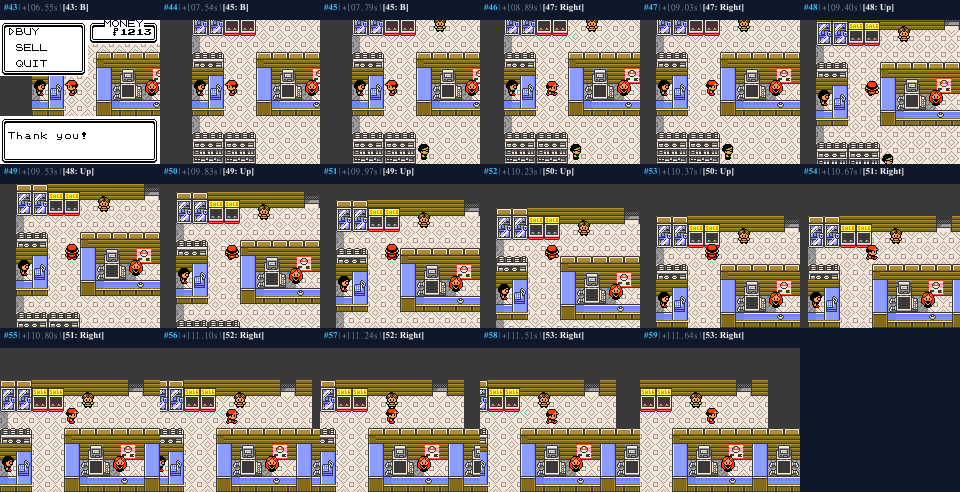 #43|+106.55s|[43: B]
#44|+107.54s|[45: B]
#45|+107.79s|[45: B]
#46|+108.89s|[47: Right]
#47|+109.03s|[47: Right]
#48|+109.40s|[48: Up]
BUY
SELL
QUIT
MONEY
₽1213
Thank you!
#49|+109.53s|[48: Up]
#50|+109.83s|[49: Up]
#51|+109.97s|[49: Up]
#52|+110.23s|[50: Up]
#53|+110.37s|[50: Up]
#54|+110.67s|[51: Right]
#55|+110.80s|[51: Right]
#56|+111.10s|[52: Right]
#57|+111.24s|[52: Right]
#58|+111.51s|[53: Right]
#59|+111.64s|[53: Right]